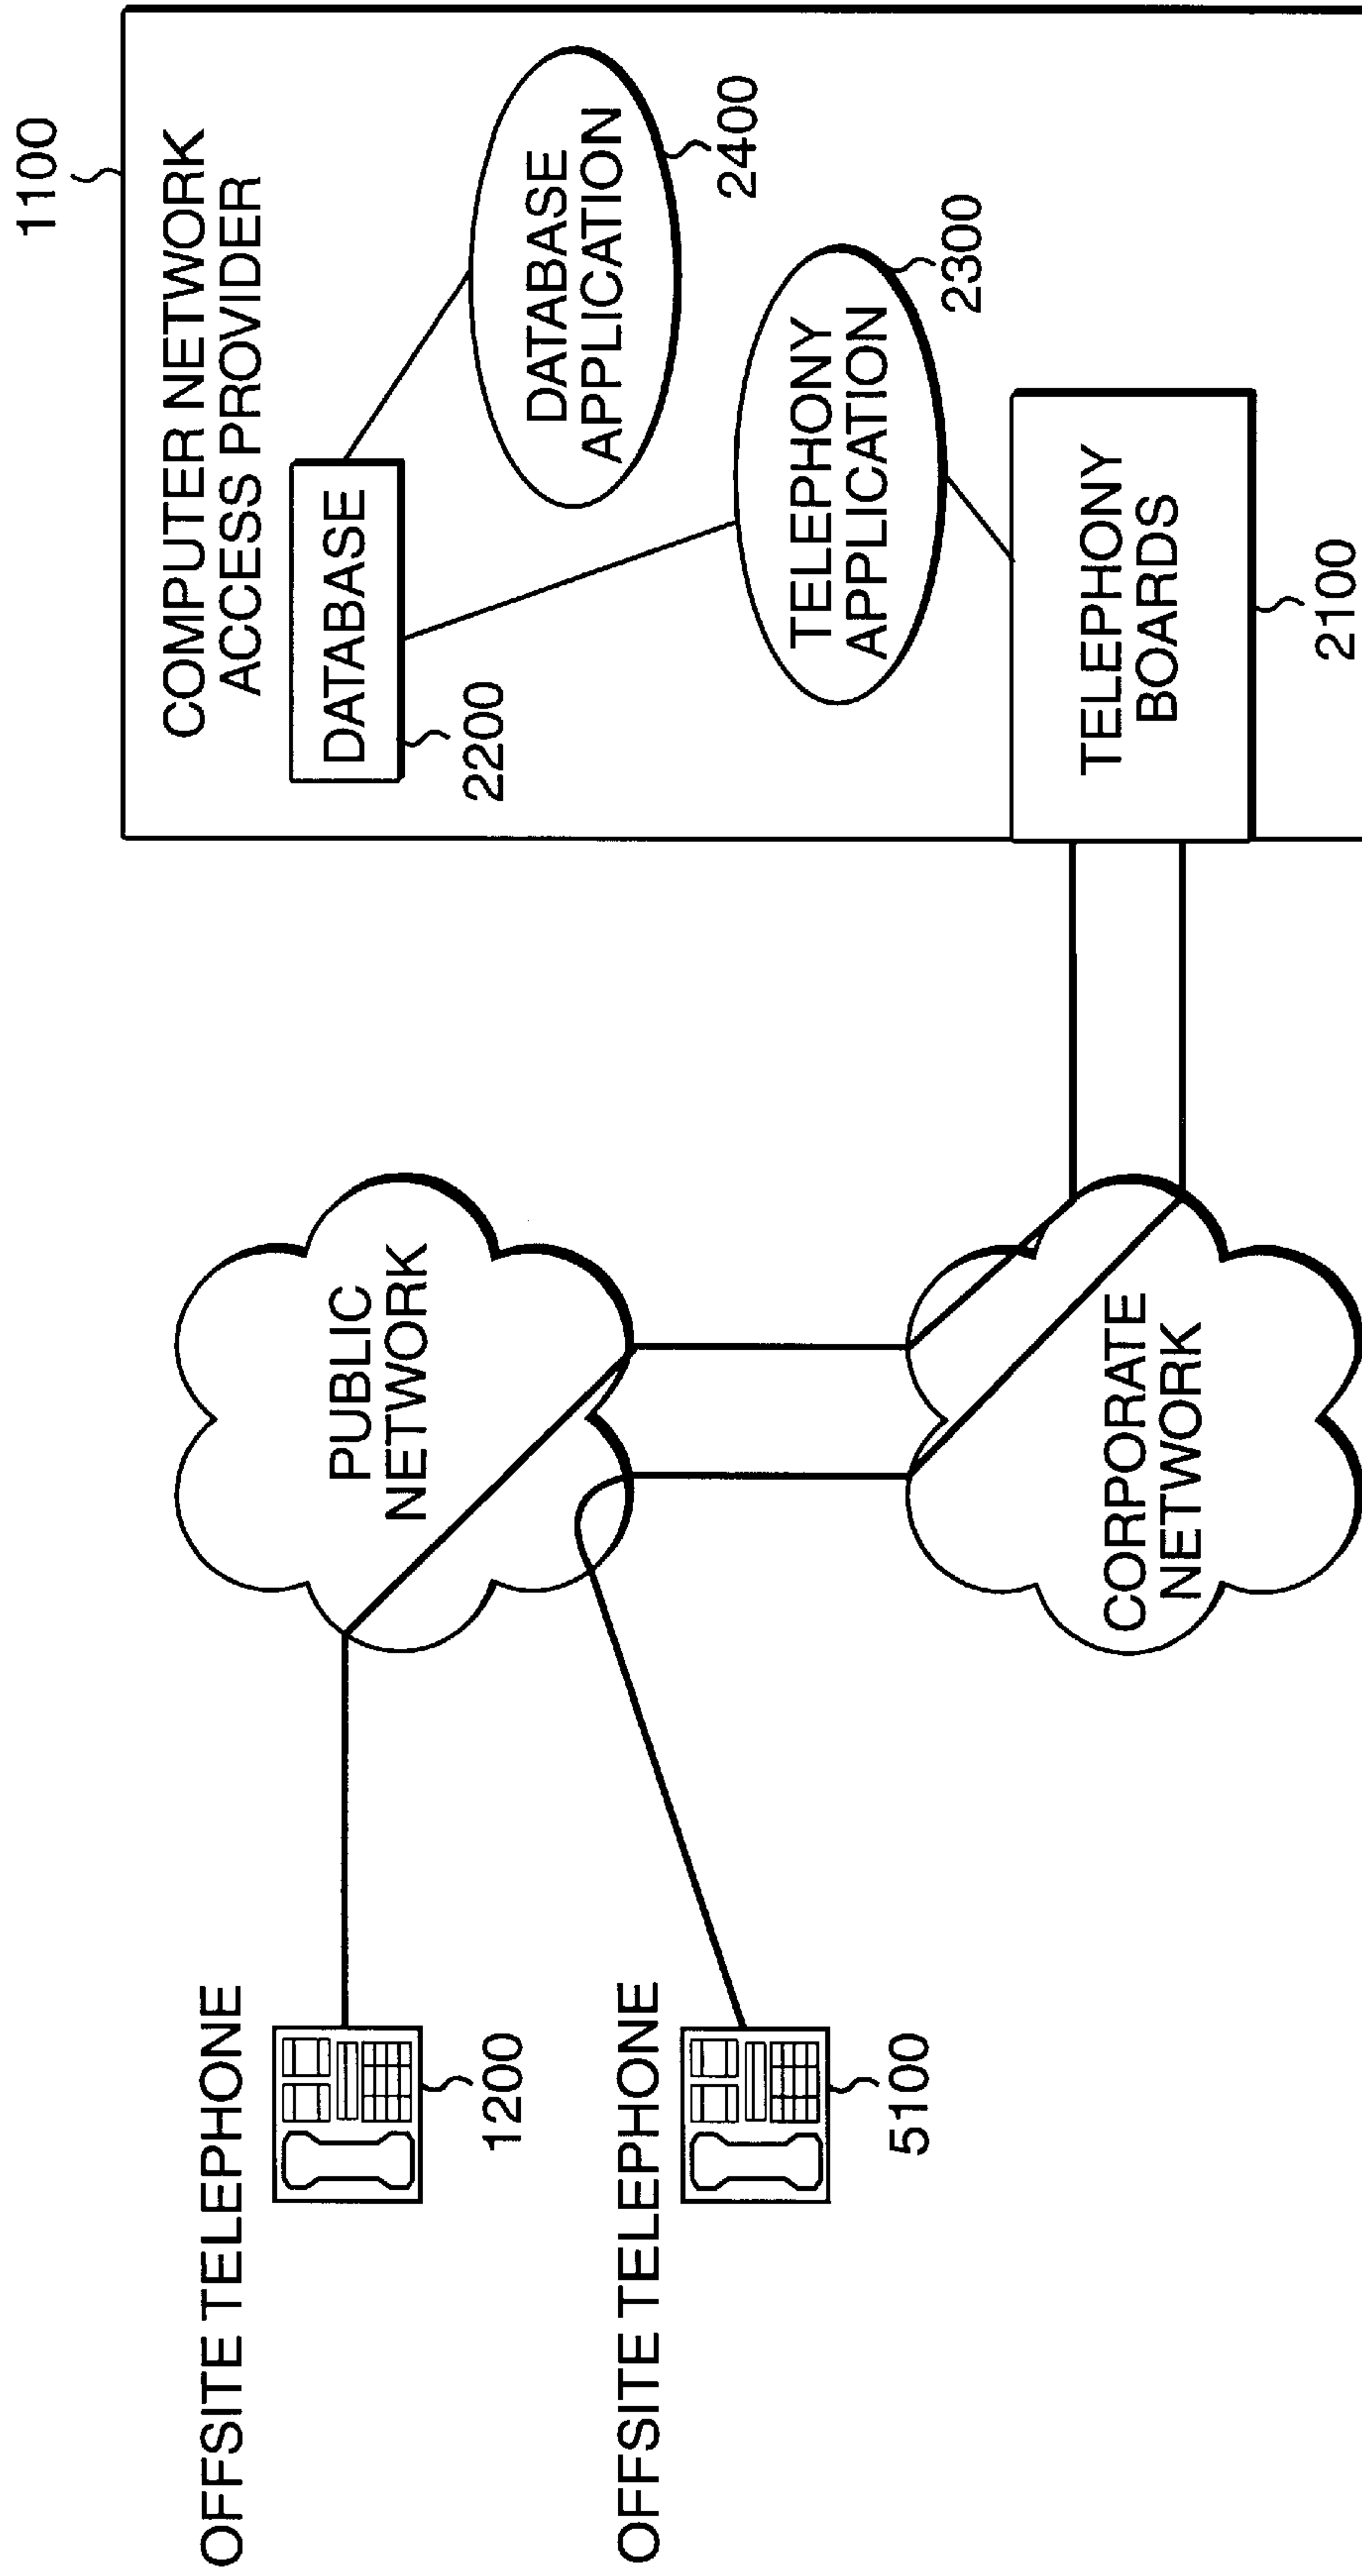 OFFSITE TELEPHONE
1200
OFFSITE TELEPHONE
5100
PUBLIC
NETWORK
CORPORATE
NETWORK
1100
COMPUTER NETWORK
ACCESS PROVIDER
DATABASE
2200
DATABASE
APPLICATION
2400
TELEPHONY
APPLICATION
2300
TELEPHONY
BOARDS
2100